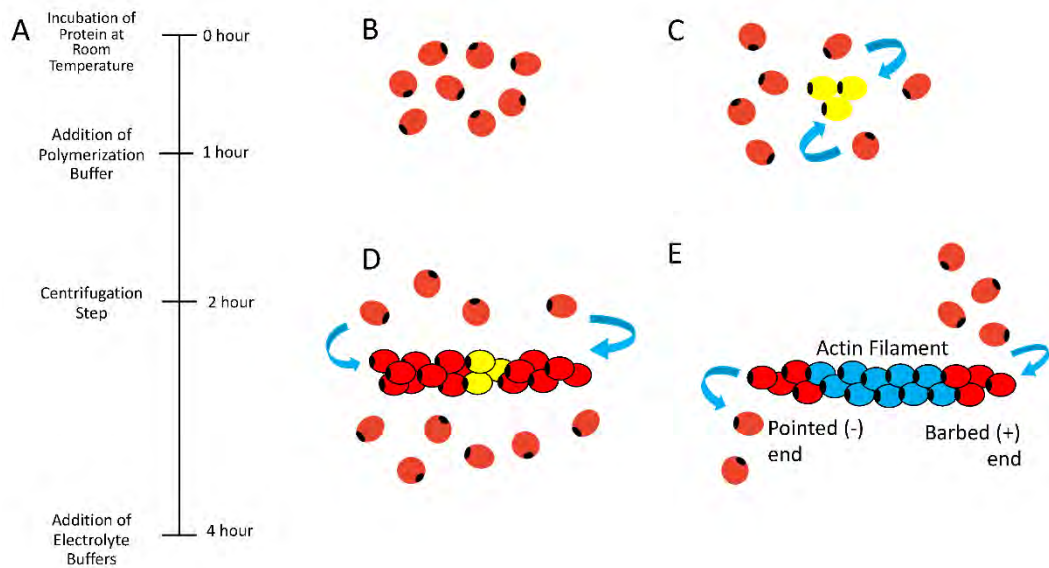 A
Incubation of
Protein at
Room
Temperature
0 hour
Addition of
Polymerization
Buffer
1 hour
Centrifugation
Step
2 hour
Addition of
Electrolyte
Buffers
4 hour
B
C
D
E
Actin Filament
Pointed (-)
end
Barbed (+)
end